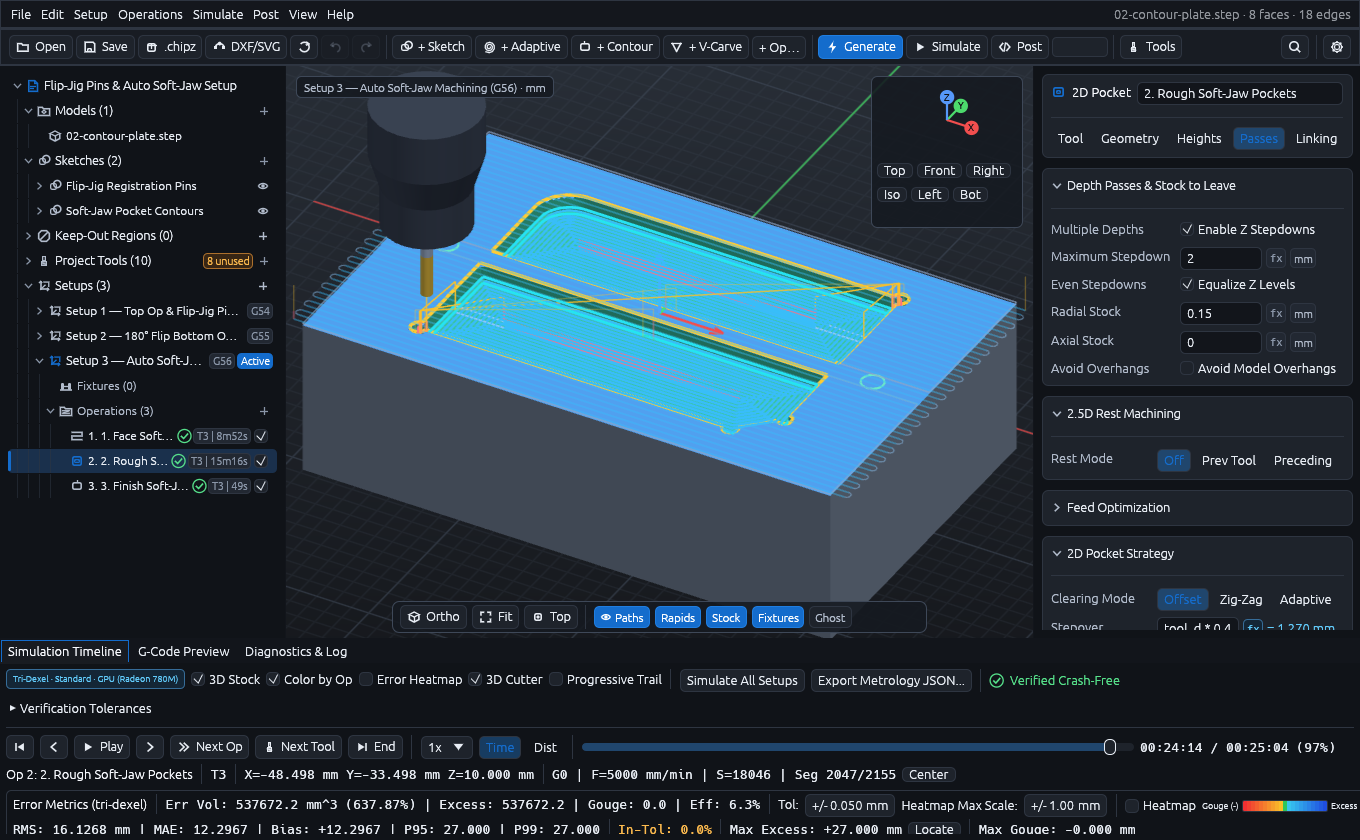 File Edit Setup Operations Simulate Post View Help
02-contour-plate.step · 8 faces · 18 edges
Open Save .chipz DXF/SVG + Sketch + Adaptive + Contour + V-Carve + Op… Generate Simulate Post Tools
Flip-Jig Pins & Auto Soft-Jaw Setup
Models (1) +
02-contour-plate.step
Sketches (2) +
Flip-Jig Registration Pins
Soft-Jaw Pocket Contours
Keep-Out Regions (0) +
Project Tools (10) 8 unused +
Setups (3) +
Setup 1 — Top Op & Flip-Jig Pi… G54
Setup 2 — 180° Flip Bottom O… G55
Setup 3 — Auto Soft-J… G56 Active
Fixtures (0)
Operations (3) +
1. 1. Face Soft… T3 | 8m52s
2. 2. Rough S… T3 | 15m16s
3. 3. Finish Soft-J… T3 | 49s
Setup 3 — Auto Soft-Jaw Machining (G56) · mm
Z
Y
X
Top Front Right
Iso Left Bot
Ortho Fit Top Paths Rapids Stock Fixtures Ghost
2D Pocket 2. Rough Soft-Jaw Pockets
Tool Geometry Heights Passes Linking
Depth Passes & Stock to Leave
Multiple Depths Enable Z Stepdowns
Maximum Stepdown 2 fx mm
Even Stepdowns Equalize Z Levels
Radial Stock 0.15 fx mm
Axial Stock 0 fx mm
Avoid Overhangs Avoid Model Overhangs
2.5D Rest Machining
Rest Mode Off Prev Tool Preceding
Feed Optimization
2D Pocket Strategy
Clearing Mode Offset Zig-Zag Adaptive
Stepover tool_d * 0.4 fx = 1.270 mm
Simulation Timeline G-Code Preview Diagnostics & Log
Tri-Dexel · Standard · GPU (Radeon 780M) 3D Stock Color by Op Error Heatmap 3D Cutter Progressive Trail Simulate All Setups Export Metrology JSON... Verified Crash-Free
Verification Tolerances
Play Next Op Next Tool End 1x Time Dist 00:24:14 / 00:25:04 (97%)
Op 2: 2. Rough Soft-Jaw Pockets T3 X=-48.498 mm Y=-33.498 mm Z=10.000 mm G0 | F=5000 mm/min | S=18046 | Seg 2047/2155 Center
Error Metrics (tri-dexel) Err Vol: 537672.2 mm^3 (637.87%) | Excess: 537672.2 | Gouge: 0.0 | Eff: 6.3% Tol: +/-0.050 mm Heatmap Max Scale: +/-1.00 mm Heatmap Gouge (-) Excess
RMS: 16.1268 mm | MAE: 12.2967 | Bias: +12.2967 | P95: 27.000 | P99: 27.000 In-Tol: 0.0% Max Excess: +27.000 mm Locate Max Gouge: -0.000 mm